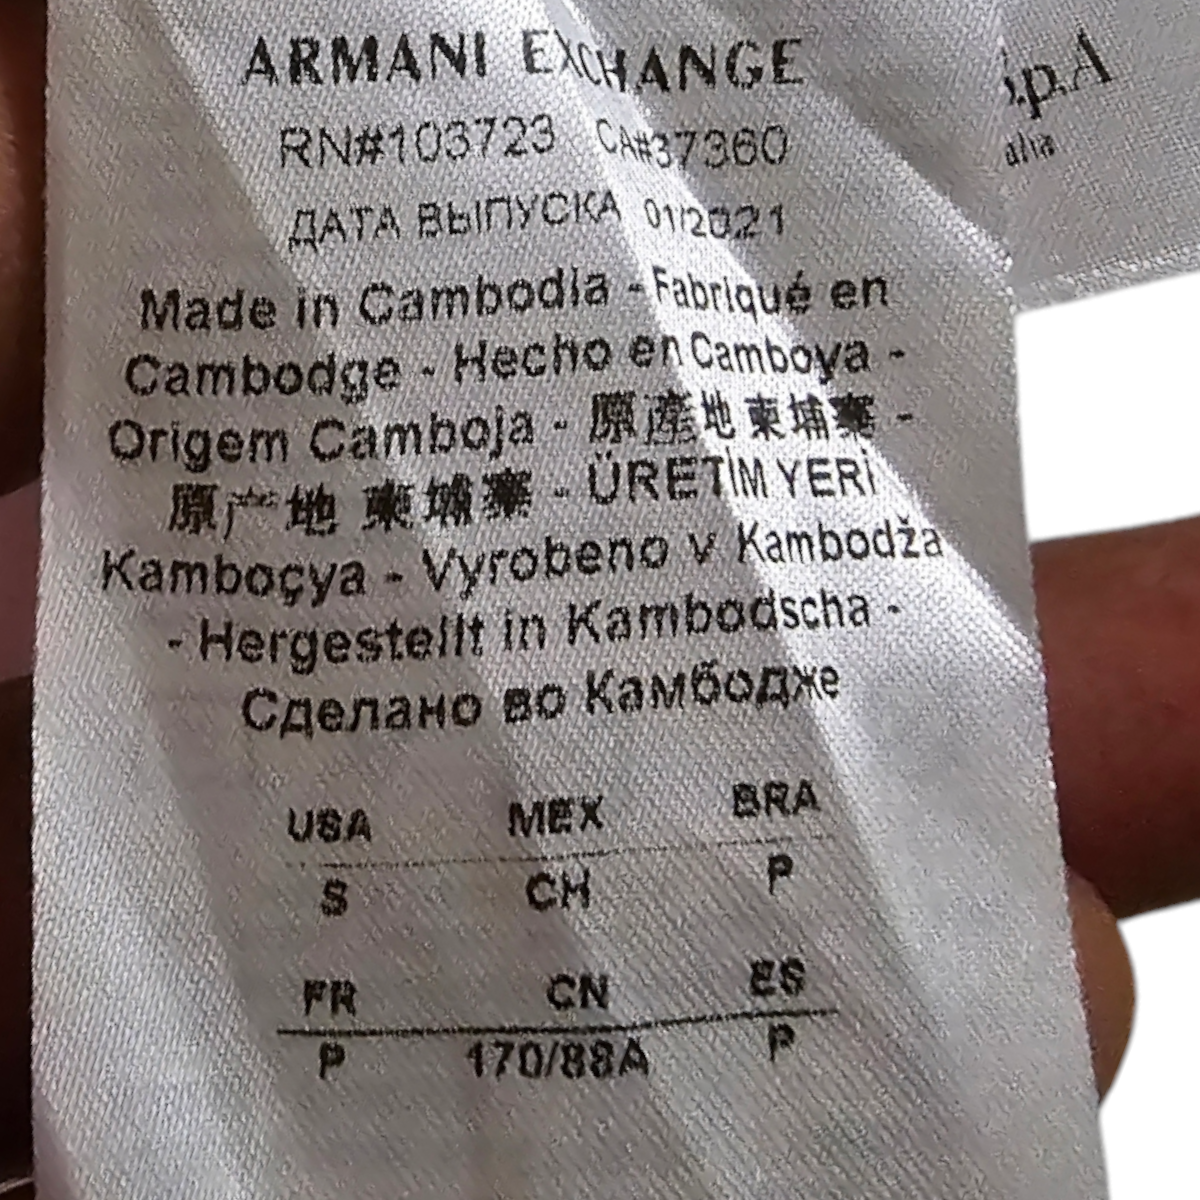 ARMANI EXCHANGE
RN#103723 CA#37360
ДАТА ВЫПУСКА 01/2021
Made in Cambodia - Fabriqué en
Cambodge - Hecho en Camboya -
Origem Camboja - 原産地 柬埔寨 -
原产地 柬埔寨 - ÜRETİM YERİ
Kamboçya - Vyrobeno v Kambodža
- Hergestellt in Kambodscha -
Сделано во Камбодже
USA MEX BRA
S CH P
FR CN ES
P 170/88A P
.p.A
alia